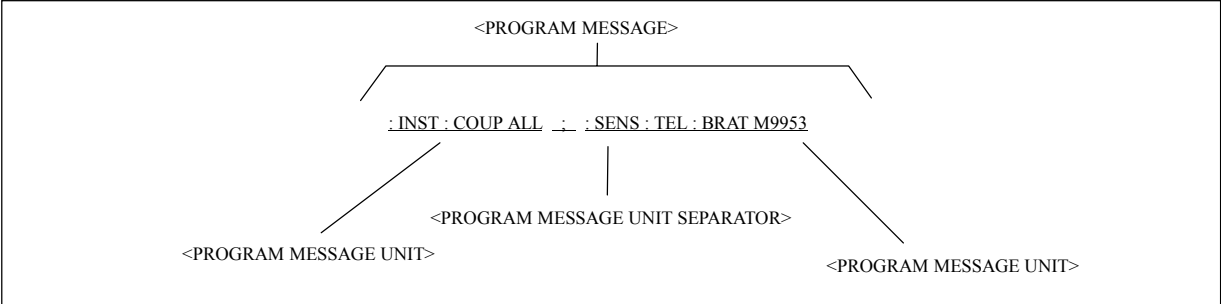 <PROGRAM MESSAGE>
: INST : COUP ALL ; : SENS : TEL : BRAT M9953
<PROGRAM MESSAGE UNIT SEPARATOR>
<PROGRAM MESSAGE UNIT>
<PROGRAM MESSAGE UNIT>